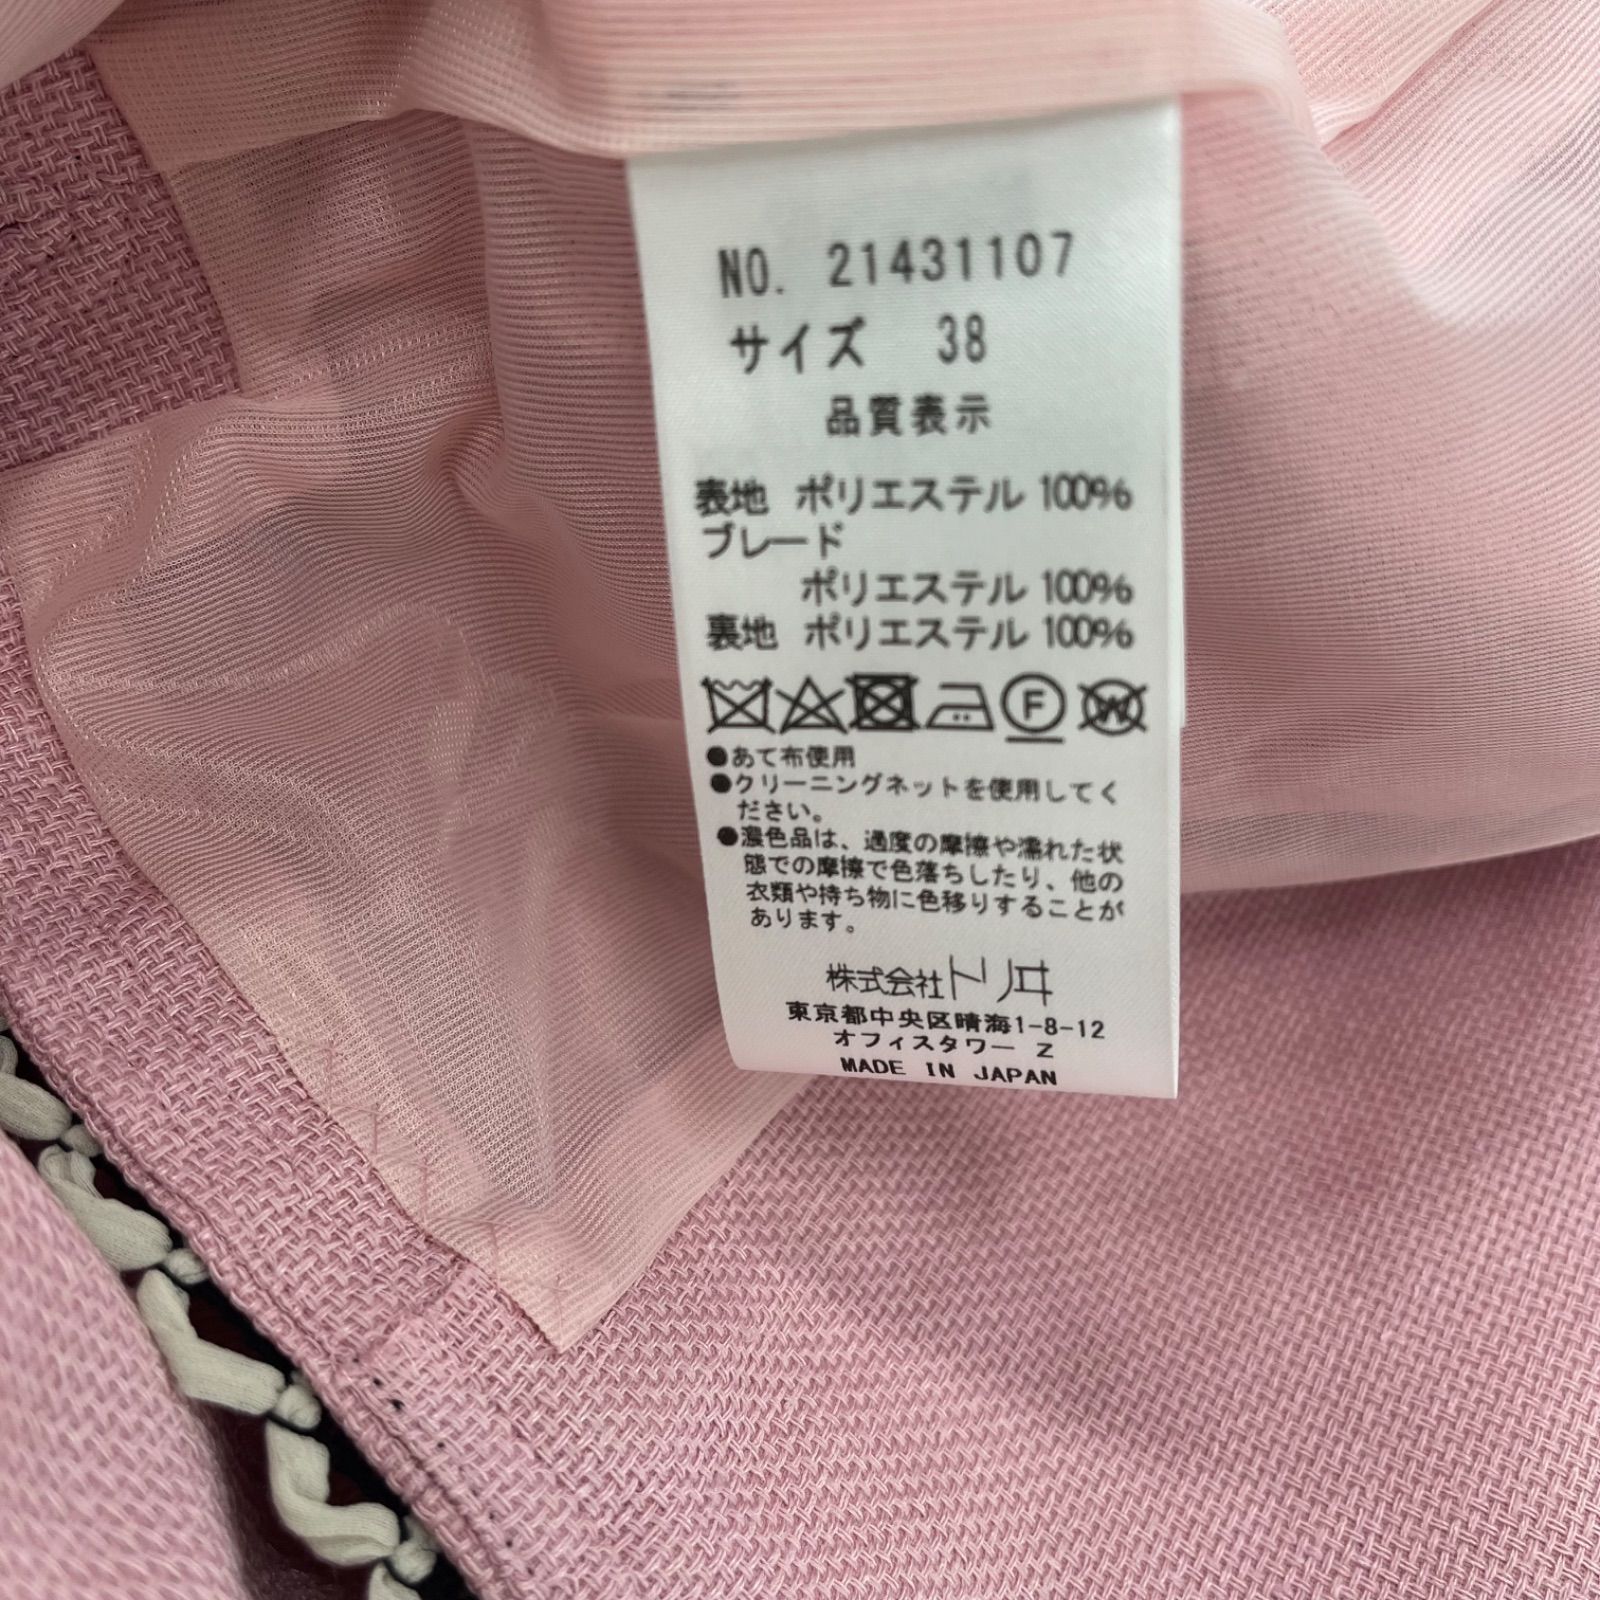 NO. 21431107
サイズ 38
品質表示
表地 ポリエステル 100%
ブレード
ポリエステル 100%
裏地 ポリエステル 100%
F W
●あて布使用
●クリーニングネットを使用してく
ださい。
●濃色品は、過度の摩擦や濡れた状
態での摩擦で色落ちしたり、他の
衣類や持ち物に色移りすることが
あります。
株式会社トリヰ
東京都中央区晴海1-8-12
オフィスタワー Z
MADE IN JAPAN